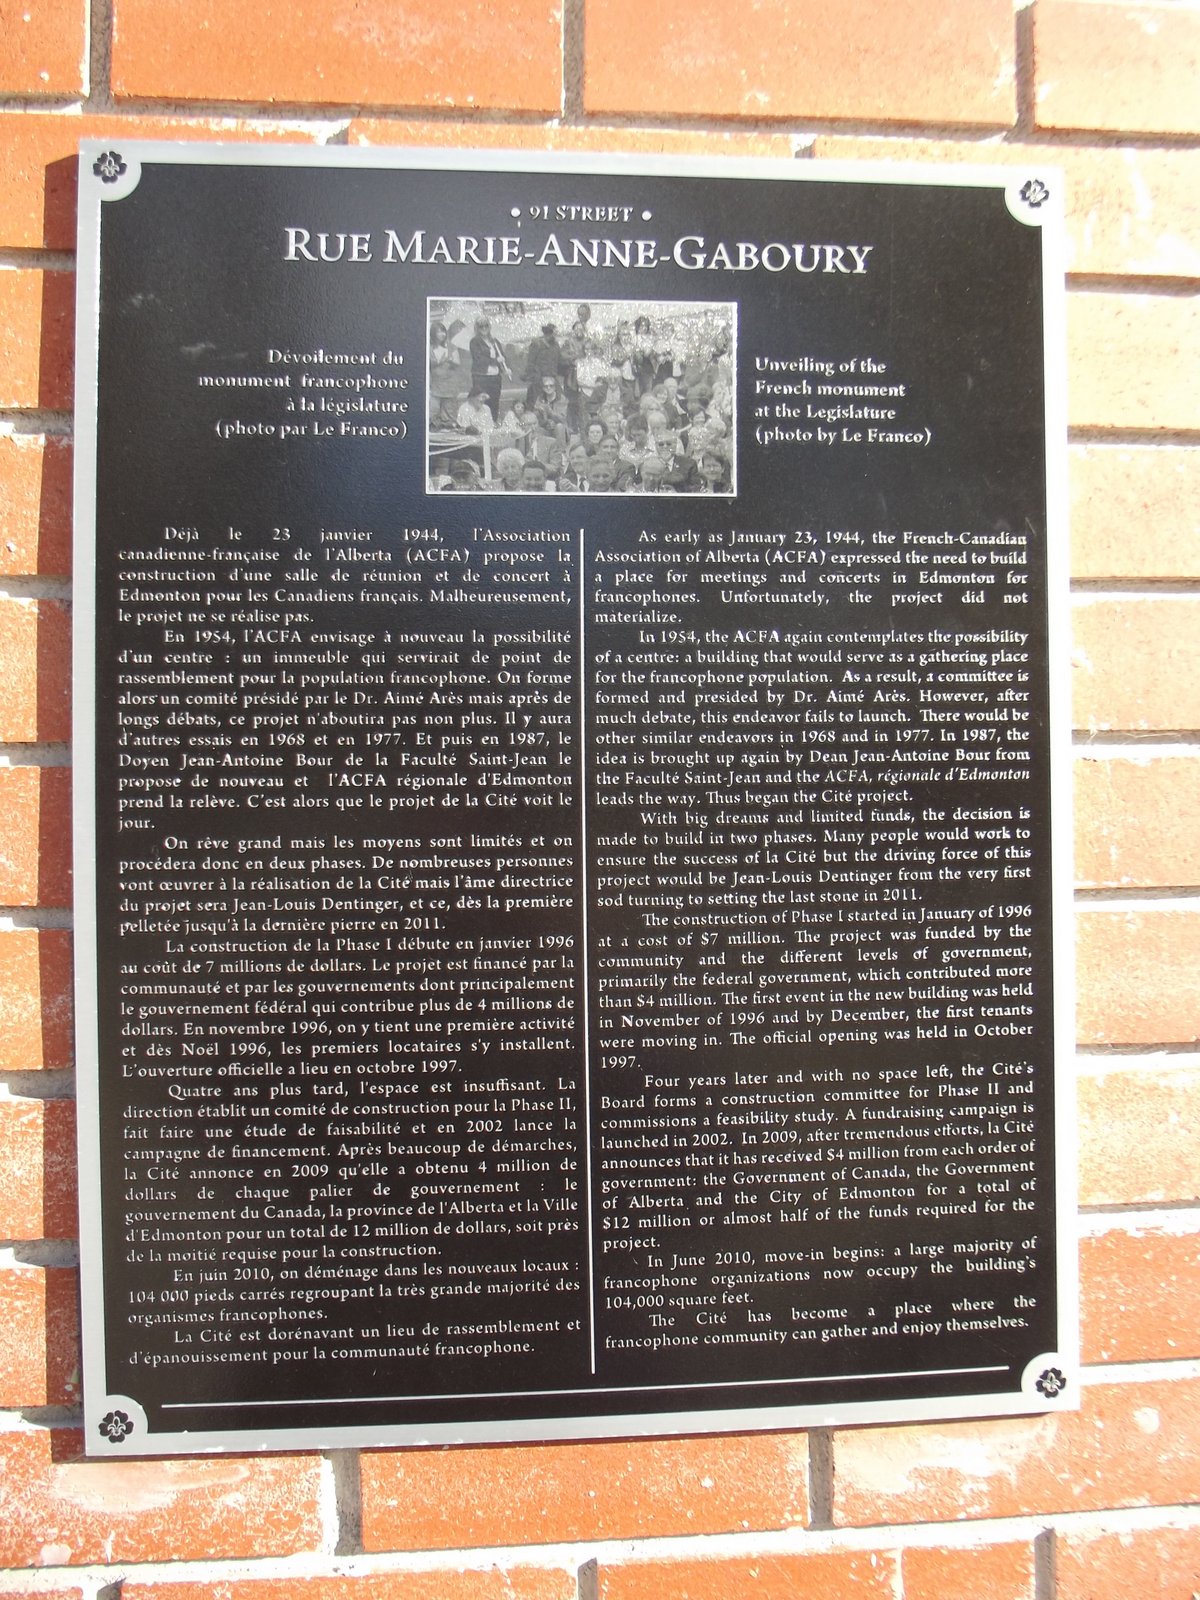 • 91 STREET •
RUE MARIE-ANNE-GABOURY
Dévoilement du
monument francophone
à la législature
(photo par Le Franco)
Unveiling of the
French monument
at the Legislature
(photo by Le Franco)
Déjà le 23 janvier 1944, l'Association
canadienne-française de l'Alberta (ACFA) propose la
construction d'une salle de réunion et de concert à
Edmonton pour les Canadiens français. Malheureusement,
le projet ne se réalise pas.
En 1954, l'ACFA envisage à nouveau la possibilité
d'un centre : un immeuble qui servirait de point de
rassemblement pour la population francophone. On forme
alors un comité présidé par le Dr. Aimé Arès mais après de
longs débats, ce projet n'aboutira pas non plus. Il y aura
d'autres essais en 1968 et en 1977. Et puis en 1987, le
Doyen Jean-Antoine Bour de la Faculté Saint-Jean le
propose de nouveau et l'ACFA régionale d'Edmonton
prend la relève. C'est alors que le projet de la Cité voit le
jour.
On rêve grand mais les moyens sont limités et on
procédera donc en deux phases. De nombreuses personnes
vont œuvrer à la réalisation de la Cité mais l'âme directrice
du projet sera Jean-Louis Dentinger, et ce, dès la première
pelletée jusqu'à la dernière pierre en 2011.
La construction de la Phase I débute en janvier 1996
au coût de 7 millions de dollars. Le projet est financé par la
communauté et par les gouvernements dont principalement
le gouvernement fédéral qui contribue plus de 4 millions de
dollars. En novembre 1996, on y tient une première activité
et dès Noël 1996, les premiers locataires s'y installent.
L'ouverture officielle a lieu en octobre 1997.
Quatre ans plus tard, l'espace est insuffisant. La
direction établit un comité de construction pour la Phase II,
fait faire une étude de faisabilité et en 2002 lance la
campagne de financement. Après beaucoup de démarches,
la Cité annonce en 2009 qu'elle a obtenu 4 million de
dollars de chaque palier de gouvernement : le
gouvernement du Canada, la province de l'Alberta et la Ville
d'Edmonton pour un total de 12 million de dollars, soit près
de la moitié requise pour la construction.
En juin 2010, on déménage dans les nouveaux locaux :
104 000 pieds carrés regroupant la très grande majorité des
organismes francophones.
La Cité est dorénavant un lieu de rassemblement et
d'épanouissement pour la communauté francophone.
As early as January 23, 1944, the French-Canadian
Association of Alberta (ACFA) expressed the need to build
a place for meetings and concerts in Edmonton for
francophones. Unfortunately, the project did not
materialize.
In 1954, the ACFA again contemplates the possibility
of a centre: a building that would serve as a gathering place
for the francophone population. As a result, a committee is
formed and presided by Dr. Aimé Arès. However, after
much debate, this endeavor fails to launch. There would be
other similar endeavors in 1968 and in 1977. In 1987, the
idea is brought up again by Dean Jean-Antoine Bour from
the Faculté Saint-Jean and the ACFA, régionale d'Edmonton
leads the way. Thus began the Cité project.
With big dreams and limited funds, the decision is
made to build in two phases. Many people would work to
ensure the success of la Cité but the driving force of this
project would be Jean-Louis Dentinger from the very first
sod turning to setting the last stone in 2011.
The construction of Phase I started in January of 1996
at a cost of $7 million. The project was funded by the
community and the different levels of government,
primarily the federal government, which contributed more
than $4 million. The first event in the new building was held
in November of 1996 and by December, the first tenants
were moving in. The official opening was held in October
1997.
Four years later and with no space left, the Cité's
Board forms a construction committee for Phase II and
commissions a feasibility study. A fundraising campaign is
launched in 2002. In 2009, after tremendous efforts, la Cité
announces that it has received $4 million from each order of
government: the Government of Canada, the Government
of Alberta and the City of Edmonton for a total of
$12 million or almost half of the funds required for the
project.
In June 2010, move-in begins: a large majority of
francophone organizations now occupy the building's
104,000 square feet.
The Cité has become a place where the
francophone community can gather and enjoy themselves.